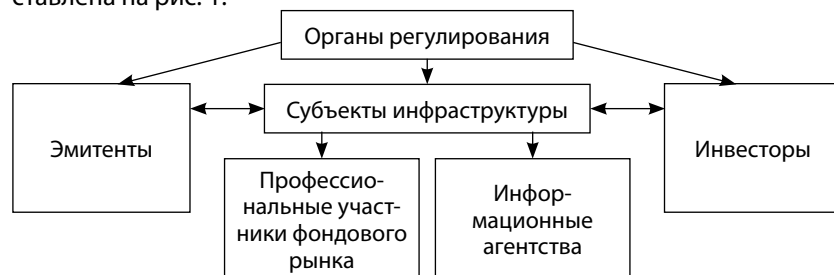 ставлена на рис. 1.
Органы регулирования
Эмитенты
Субъекты инфраструктуры
Инвесторы
Профессио-
нальные участ-
ники фондового
рынка
Инфор-
мационные
агентства